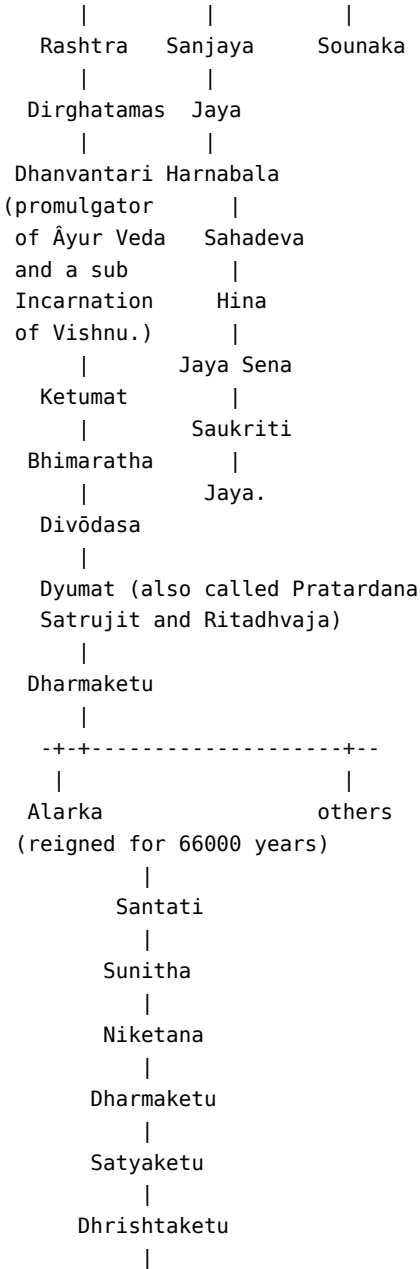 |         |          |
Rashtra   Sanjaya     Sounaka
|         |
Dirghatamas  Jaya
|         |
Dhanvantari Harnabala
(promulgator      |
of Âyur Veda   Sahadeva
and a sub         |
Incarnation     Hina
of Vishnu.)       |
|       Jaya Sena
Ketumat           |
|        Saukriti
Bhimaratha        |
|         Jaya.
Divōdasa
|
Dyumat (also called Pratardana
Satrujit and Ritadhvaja)
|
Dharmaketu
|
-+-+--------------------+--
|                      |
Alarka                 others
(reigned for 66000 years)
|
Santati
|
Sunitha
|
Niketana
|
Dharmaketu
|
Satyaketu
|
Dhrishtaketu
|